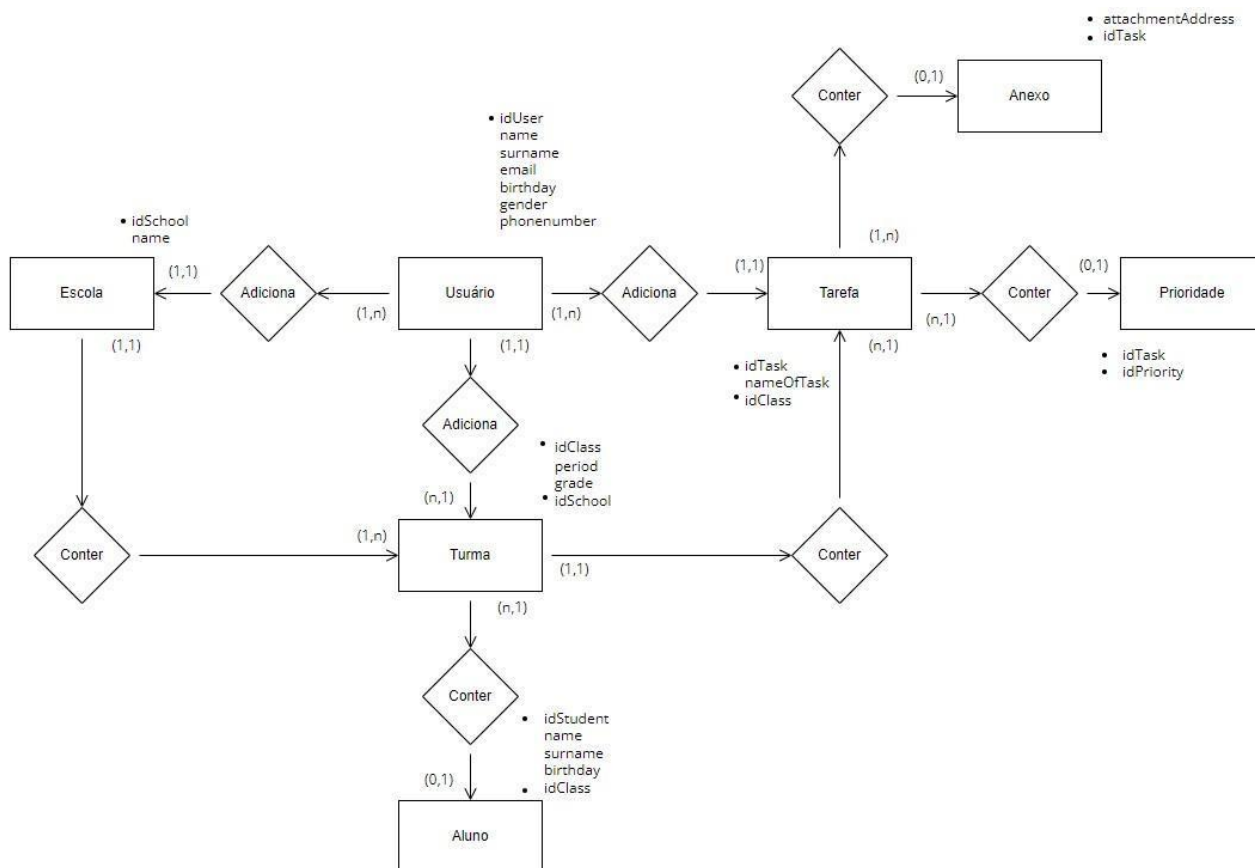 attachmentAddress
idTask
(0,1)
Conter
Anexo
idUser
name
surname
email
birthday
gender
phonenumber
idSchool
name
(1,n)
(1,1)
(1,1)
(0,1)
Escola
Adiciona
Usuário
Adiciona
Tarefa
Conter
Prioridade
(1,n)
(1,n)
(n,1)
(1,1)
(1,1)
(n,1)
idTask
nameOfTask
idClass
idTask
idPriority
Adiciona
idClass
period
grade
idSchool
(n,1)
(1,n)
Conter
Turma
Conter
(1,1)
(n,1)
Conter
idStudent
name
surname
birthday
idClass
(0,1)
Aluno